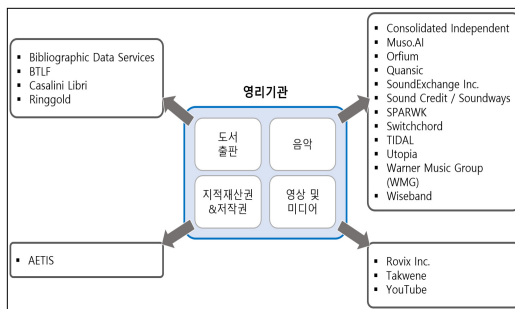 Bibliographic Data Services
BTLF
Casalini Libri
Ringgold
영리기관
도서
출판
음악
지적재산권
&저작권
영상 및
미디어
Consolidated Independent
Muso.AI
Orfium
Quansic
SoundExchange Inc.
Sound Credit / Soundways
SPARWK
Switchchord
TIDAL
Utopia
Warner Music Group
(WMG)
Wiseband
AETIS
Rovix Inc.
Takwene
YouTube